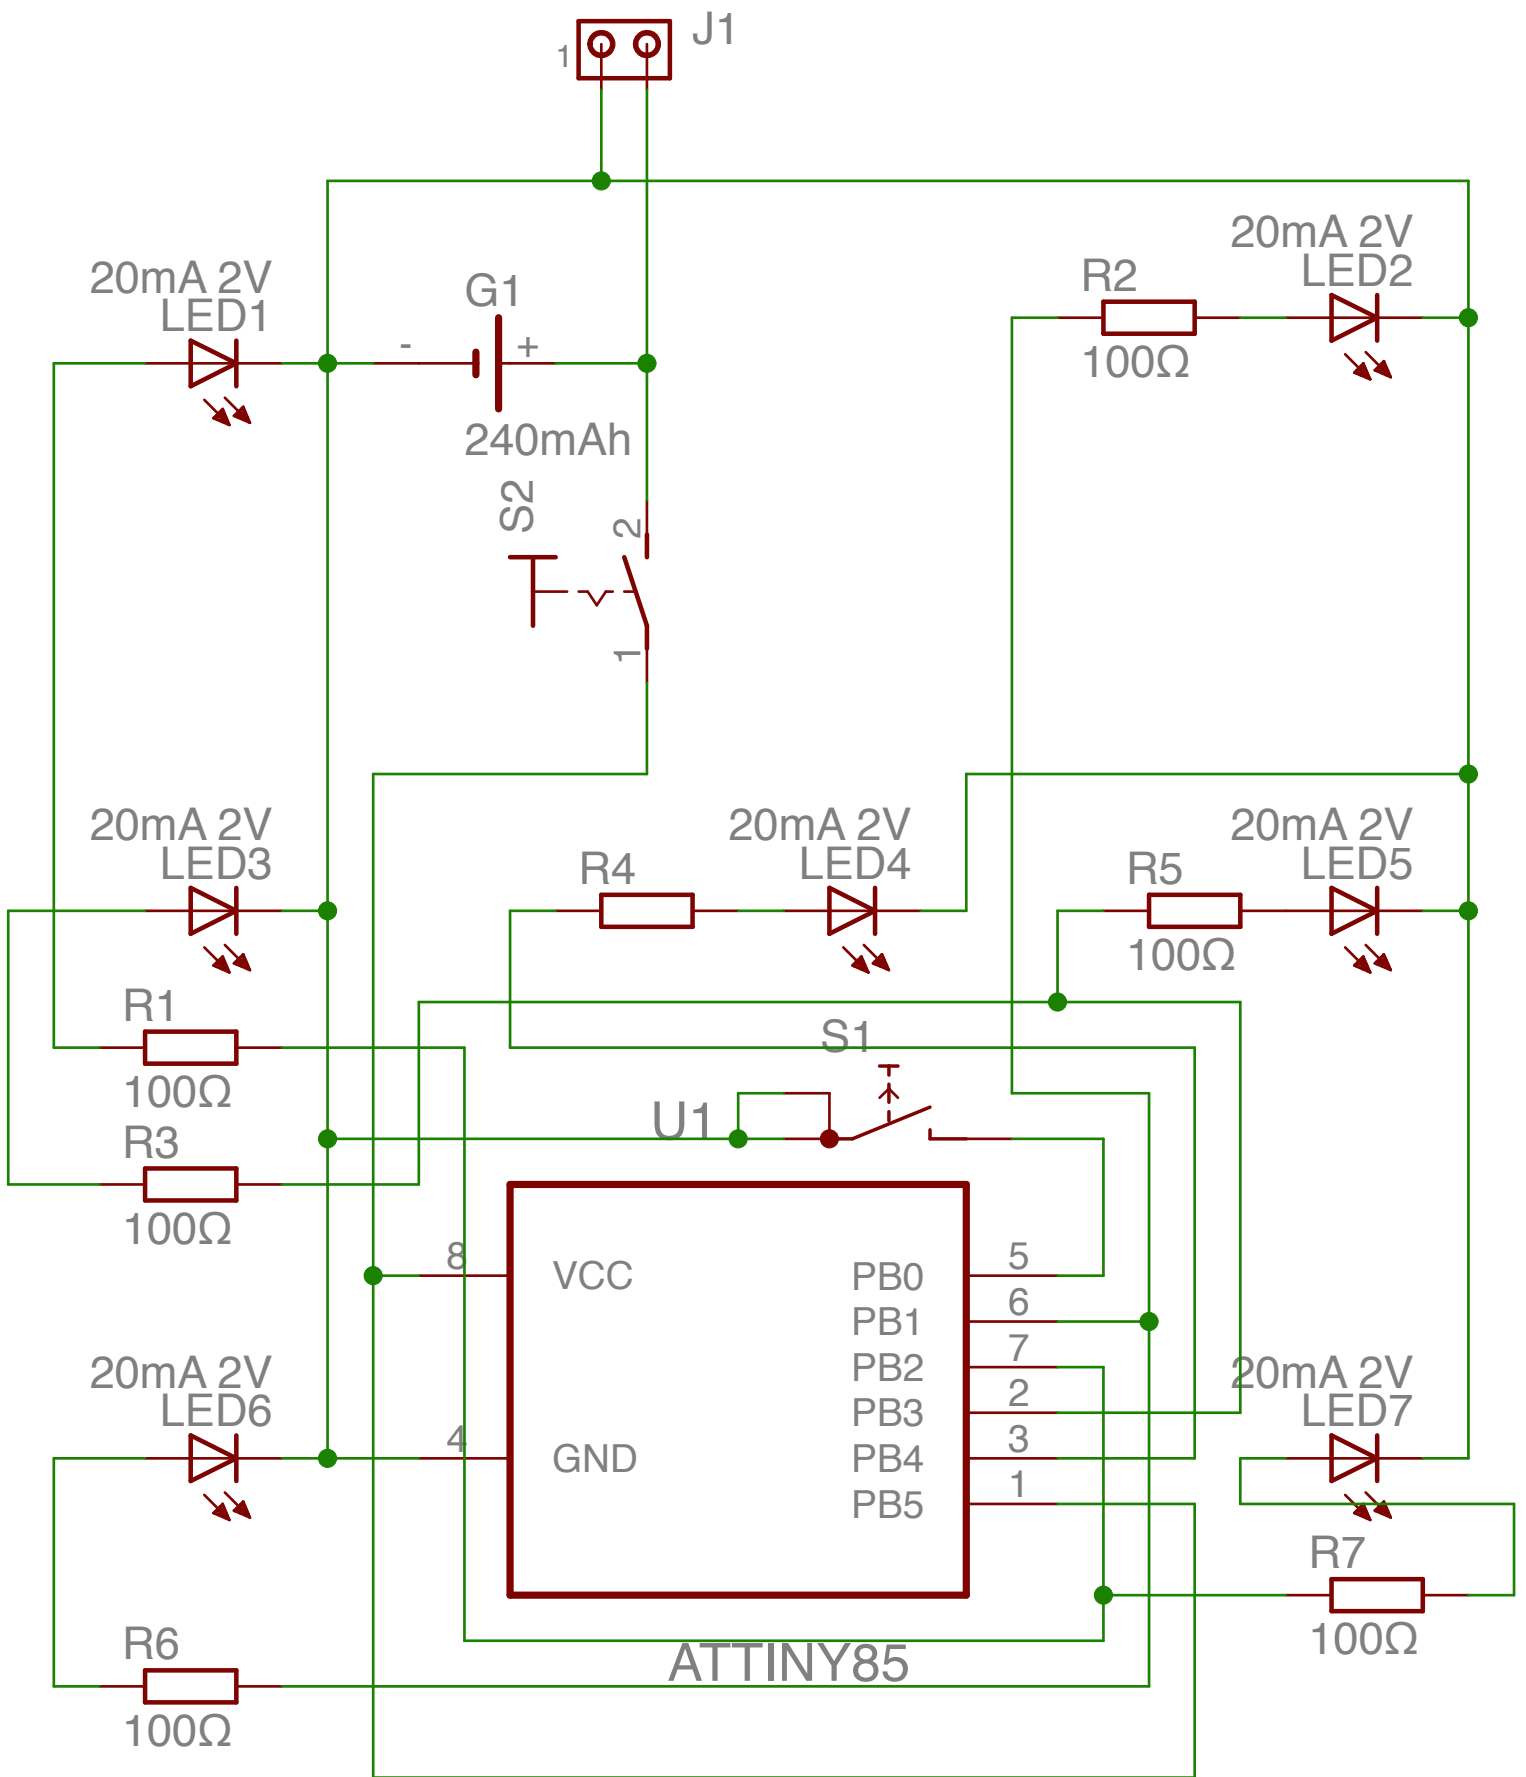 J1
1
20mA 2V
LED2
R2
100Ω
20mA 2V
LED1
G1
- +
240mAh
S2
2
1
20mA 2V
LED3
R4
20mA 2V
LED4
R5
100Ω
20mA 2V
LED5
R1
100Ω
S1
U1
R3
100Ω
8
VCC
PB0
5
PB1
6
PB2
7
PB3
2
4
GND
PB4
3
PB5
1
20mA 2V
LED6
20mA 2V
LED7
R7
100Ω
ATTINY85
R6
100Ω